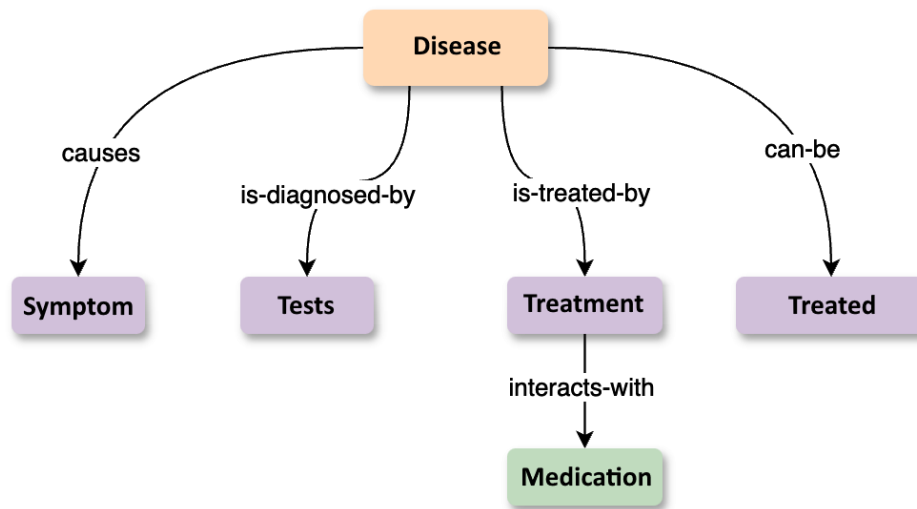 Disease
causes
can-be
is-diagnosed-by
is-treated-by
Symptom
Tests
Treatment
Treated
interacts-with
Medication